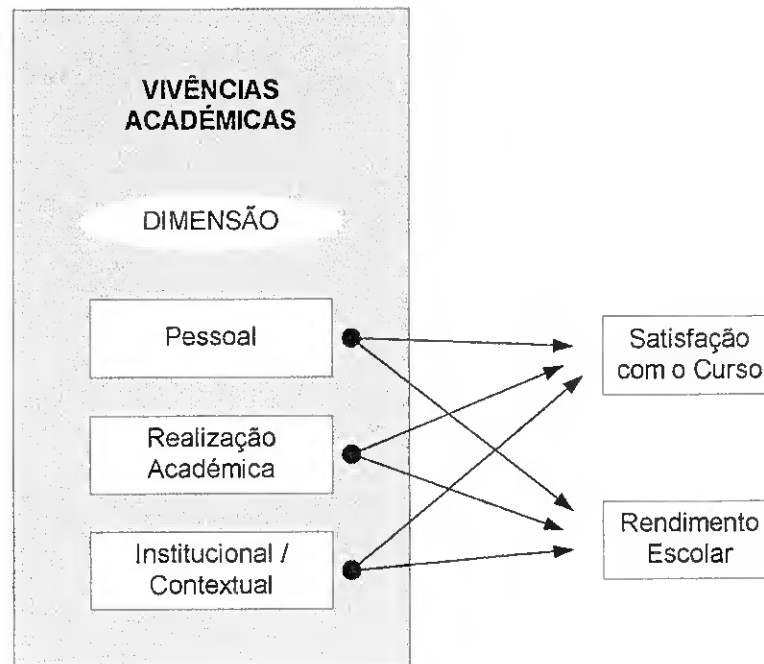 VIVÊNCIAS
ACADÉMICAS
DIMENSÃO
Pessoal
Realização
Académica
Institucional /
Contextual
Satisfação
com o Curso
Rendimento
Escolar